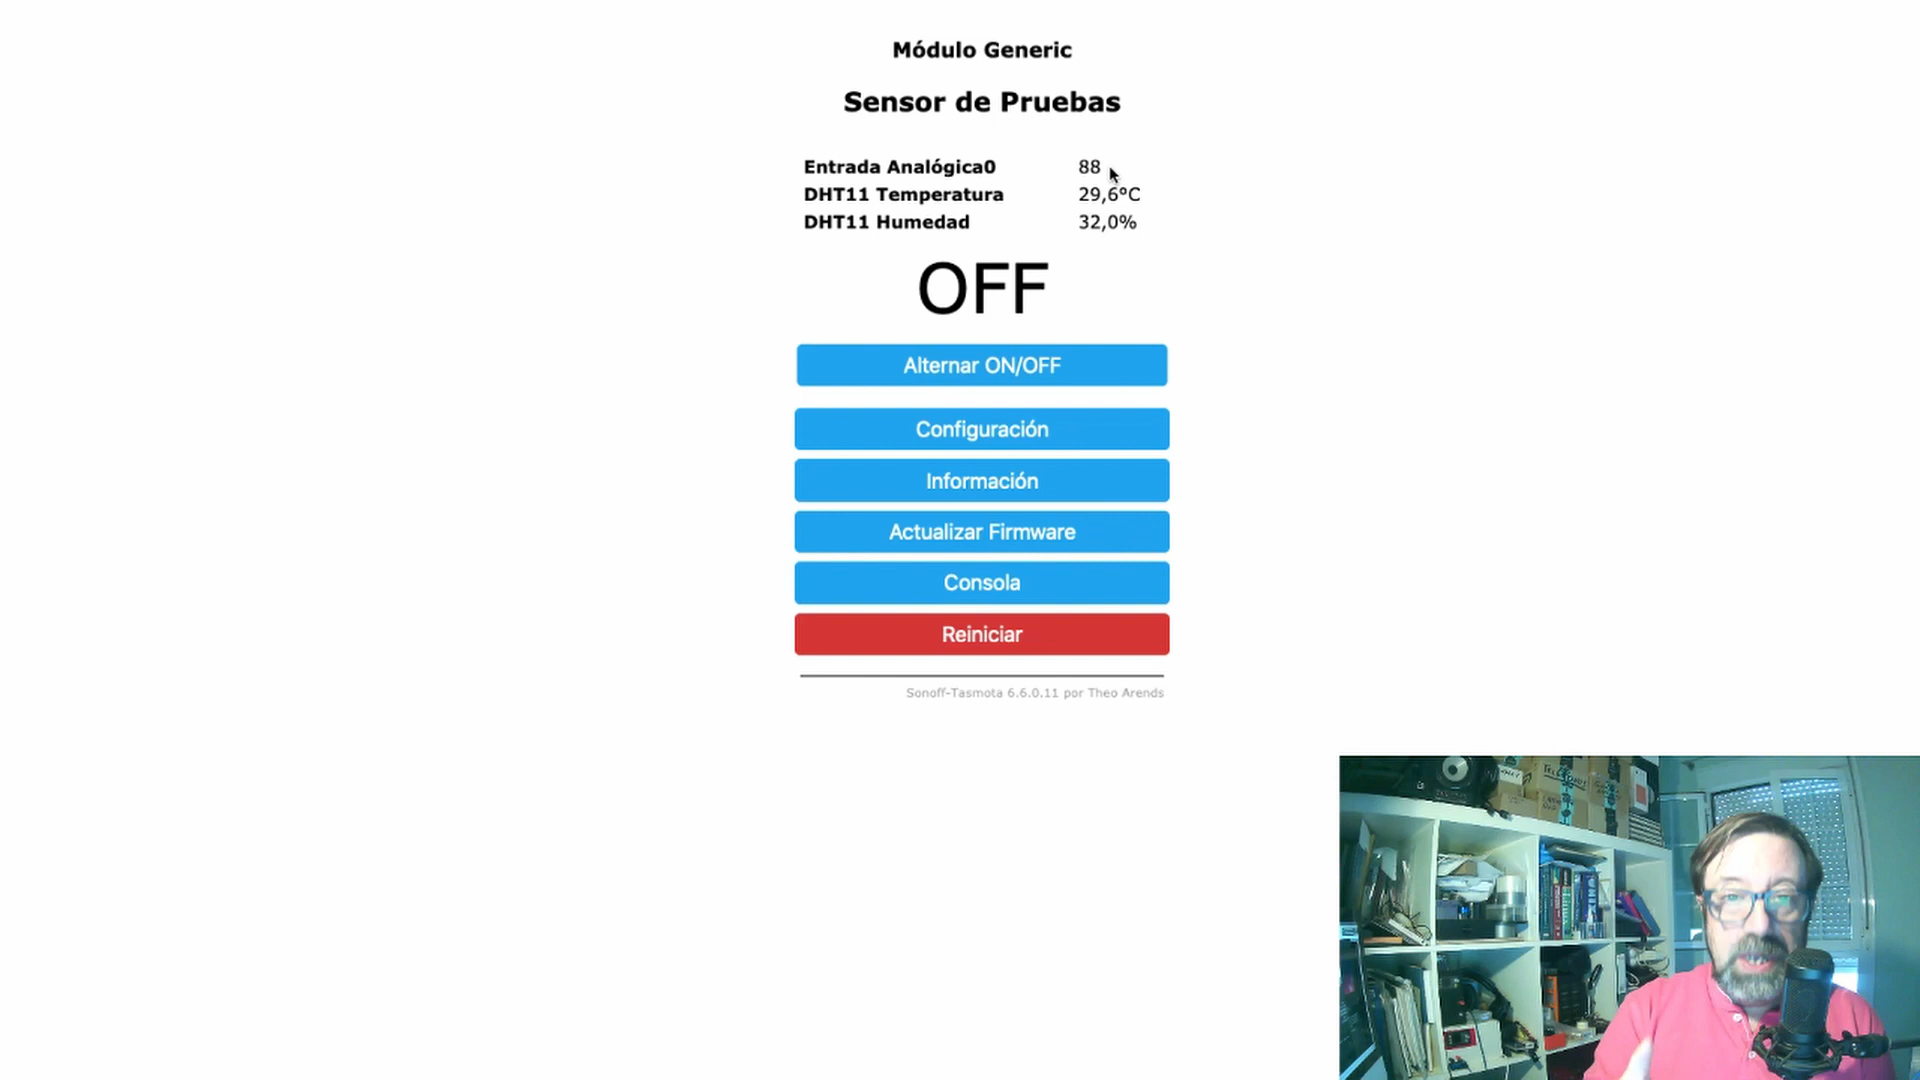 Módulo Generic
Sensor de Pruebas
Entrada Analógica0 88
DHT11 Temperatura 29,6ºC
DHT11 Humedad 32,0%
OFF
Alternar ON/OFF
Configuración
Información
Actualizar Firmware
Consola
Reiniciar
Sonoff-Tasmota 6.6.0.11 por Theo Arends